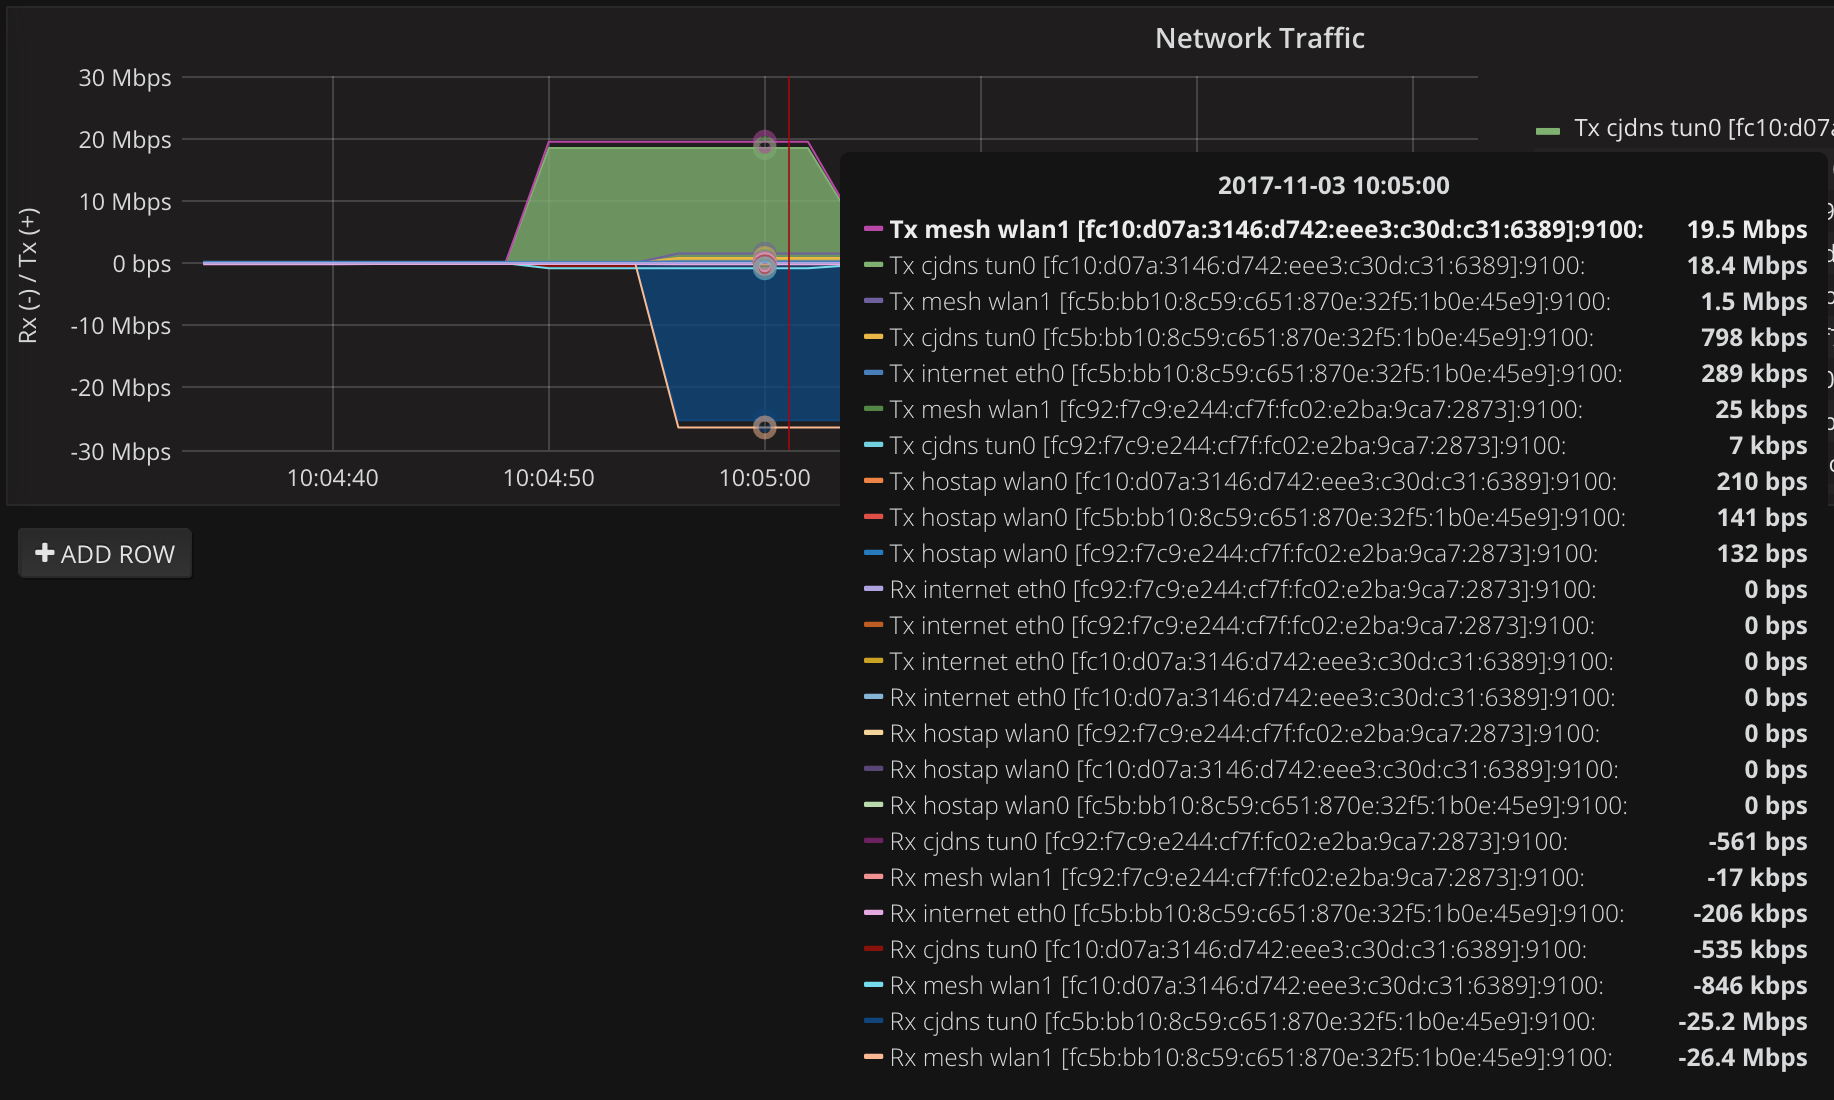 Network Traffic
30 Mbps
20 Mbps
10 Mbps
0 bps
-10 Mbps
-20 Mbps
-30 Mbps
Rx (-) / Tx (+)
10:04:40
10:04:50
10:05:00
Tx cjdns tun0 [fc10:d07a
2017-11-03 10:05:00
Tx mesh wlan1 [fc10:d07a:3146:d742:eee3:c30d:c31:6389]:9100: 19.5 Mbps
Tx cjdns tun0 [fc10:d07a:3146:d742:eee3:c30d:c31:6389]:9100: 18.4 Mbps
Tx mesh wlan1 [fc5b:bb10:8c59:c651:870e:32f5:1b0e:45e9]:9100: 1.5 Mbps
Tx cjdns tun0 [fc5b:bb10:8c59:c651:870e:32f5:1b0e:45e9]:9100: 798 kbps
Tx internet eth0 [fc5b:bb10:8c59:c651:870e:32f5:1b0e:45e9]:9100: 289 kbps
Tx mesh wlan1 [fc92:f7c9:e244:cf7f:fc02:e2ba:9ca7:2873]:9100: 25 kbps
Tx cjdns tun0 [fc92:f7c9:e244:cf7f:fc02:e2ba:9ca7:2873]:9100: 7 kbps
Tx hostap wlan0 [fc10:d07a:3146:d742:eee3:c30d:c31:6389]:9100: 210 bps
Tx hostap wlan0 [fc5b:bb10:8c59:c651:870e:32f5:1b0e:45e9]:9100: 141 bps
Tx hostap wlan0 [fc92:f7c9:e244:cf7f:fc02:e2ba:9ca7:2873]:9100: 132 bps
Rx internet eth0 [fc92:f7c9:e244:cf7f:fc02:e2ba:9ca7:2873]:9100: 0 bps
Tx internet eth0 [fc92:f7c9:e244:cf7f:fc02:e2ba:9ca7:2873]:9100: 0 bps
Tx internet eth0 [fc10:d07a:3146:d742:eee3:c30d:c31:6389]:9100: 0 bps
Rx internet eth0 [fc10:d07a:3146:d742:eee3:c30d:c31:6389]:9100: 0 bps
Rx hostap wlan0 [fc92:f7c9:e244:cf7f:fc02:e2ba:9ca7:2873]:9100: 0 bps
Rx hostap wlan0 [fc10:d07a:3146:d742:eee3:c30d:c31:6389]:9100: 0 bps
Rx hostap wlan0 [fc5b:bb10:8c59:c651:870e:32f5:1b0e:45e9]:9100: 0 bps
Rx cjdns tun0 [fc92:f7c9:e244:cf7f:fc02:e2ba:9ca7:2873]:9100: -561 bps
Rx mesh wlan1 [fc92:f7c9:e244:cf7f:fc02:e2ba:9ca7:2873]:9100: -17 kbps
Rx internet eth0 [fc5b:bb10:8c59:c651:870e:32f5:1b0e:45e9]:9100: -206 kbps
Rx cjdns tun0 [fc10:d07a:3146:d742:eee3:c30d:c31:6389]:9100: -535 kbps
Rx mesh wlan1 [fc10:d07a:3146:d742:eee3:c30d:c31:6389]:9100: -846 kbps
Rx cjdns tun0 [fc5b:bb10:8c59:c651:870e:32f5:1b0e:45e9]:9100: -25.2 Mbps
Rx mesh wlan1 [fc5b:bb10:8c59:c651:870e:32f5:1b0e:45e9]:9100: -26.4 Mbps
ADD ROW